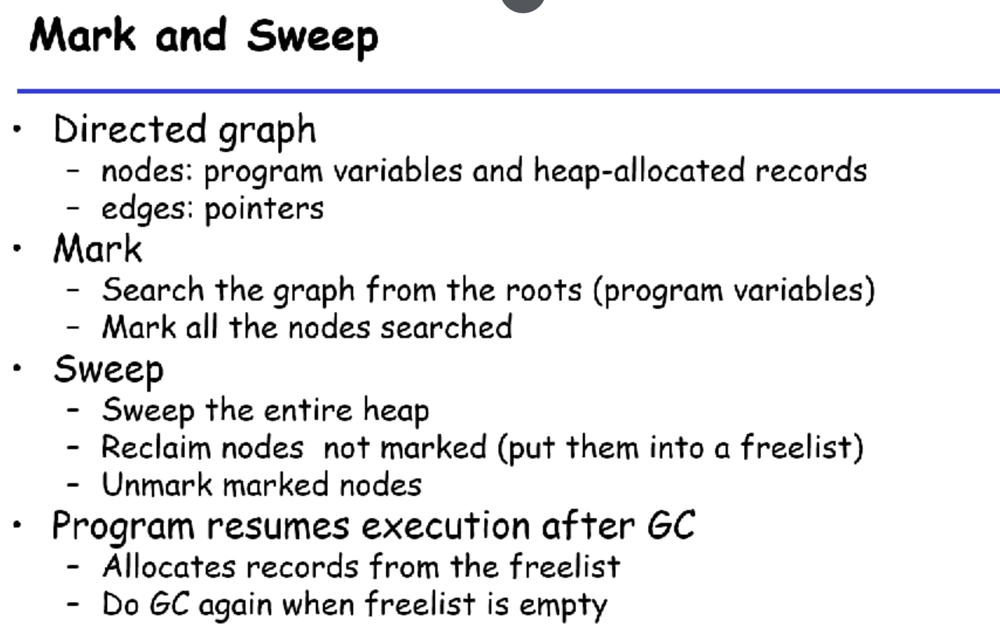 Mark and Sweep
• Directed graph
– nodes: program variables and heap-allocated records
– edges: pointers
• Mark
– Search the graph from the roots (program variables)
– Mark all the nodes searched
• Sweep
– Sweep the entire heap
– Reclaim nodes not marked (put them into a freelist)
– Unmark marked nodes
• Program resumes execution after GC
– Allocates records from the freelist
– Do GC again when freelist is empty